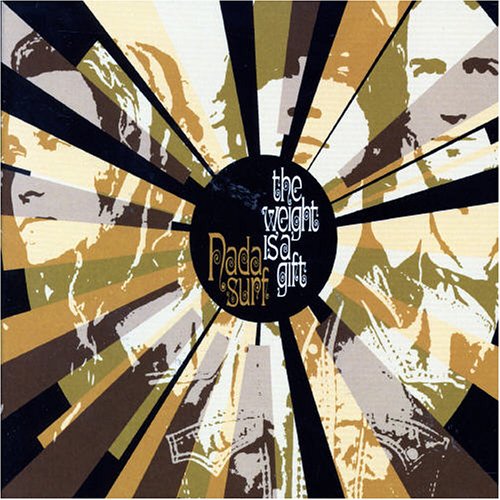 the
weight
is a
gift
nada
surf